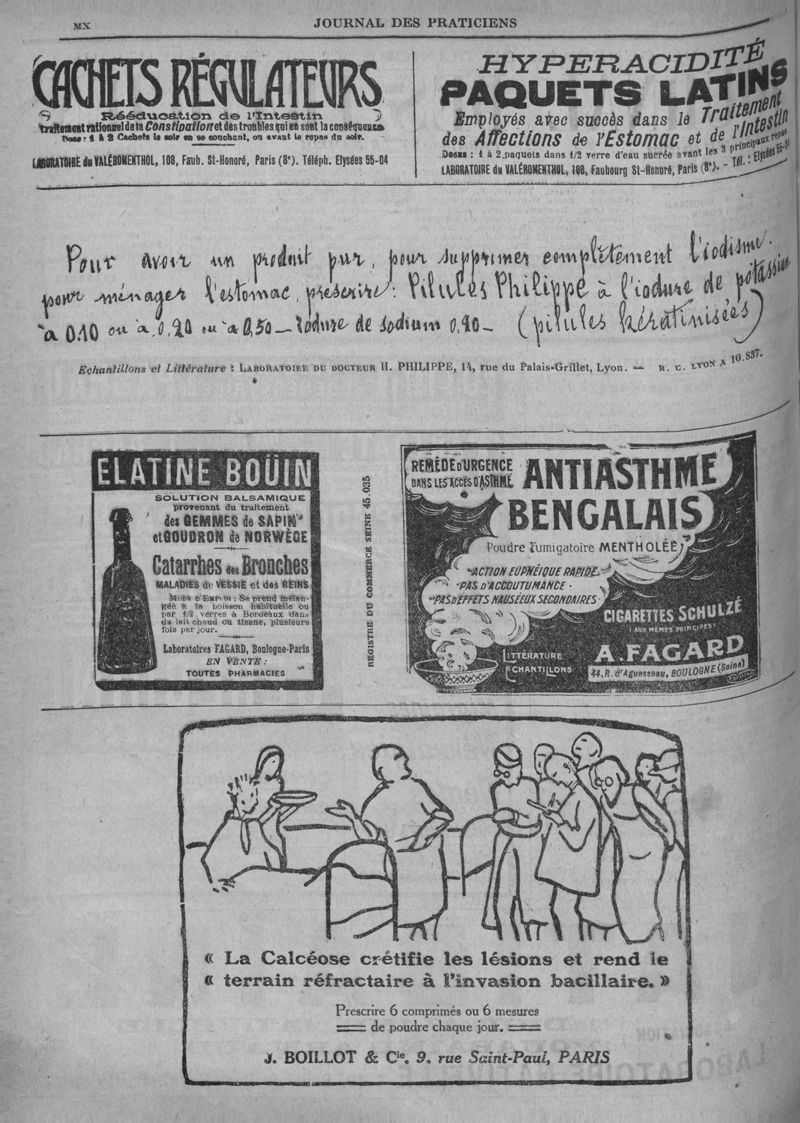 MX
JOURNAL DES PRATICIENS
CACHETS RÉGULATEURS
Rééducation de l'Intestin
traitement rationnel de la Constipation et des troubles qui en sont la conséquence
Dose : 1 à 2 Cachets le soir en se couchant, ou avant le repas du soir.
LABORATOIRE du VALÉROMENTHOL, 108, Faub. St-Honoré, Paris (8e). Téléph. Elysées 55-04
HYPERACIDITÉ
PAQUETS LATINS
Employés avec succès dans le Traitement
des Affections de l'Estomac et de l'Intestin
Doses : 1 à 2 paquets dans 1/2 verre d'eau sucrée avant les 3 principaux repas
LABORATOIRE du VALÉROMENTHOL, 108, Faubourg St-Honoré, Paris (8e). - Tél. : Elysées 55-04
Pour avoir un produit pur, pour supprimer complètement l'iodisme.
pour ménager l'estomac, prescrire : Pilules Philippe à l'iodure de potassium
à 0.10 ou à 0,20 ou à 0,50 — Iodure de sodium 0,20 — (pilules kératinisées)
Echantillons et Littérature : LABORATOIRE DU DOCTEUR H. PHILIPPE, 14, rue du Palais-Grillet, Lyon. — R. C. LYON A 10.837.
ELATINE BOÜIN
SOLUTION BALSAMIQUE
provenant du traitement
des GEMMES de SAPIN
et GOUDRON de NORWÈGE
Catarrhes des Bronches
MALADIES de VESSIE et des REINS
MODE D'EMPLOI : Se prend mélan-
gée à la boisson habituelle ou
par 1/2 verres à Bordeaux dans
du lait chaud ou tisane, plusieurs
fois par jour.
Laboratoires FAGARD, Boulogne-Paris
EN VENTE :
TOUTES PHARMACIES
REGISTRE DU COMMERCE SEINE 45.025
REMÈDE D'URGENCE
DANS LES ACCÈS D'ASTHME
ANTIASTHME
BENGALAIS
Poudre fumigatoire MENTHOLÉE
ACTION EUPNÉIQUE RAPIDE
PAS D'ACCOUTUMANCE
PAS D'EFFETS NAUSÉEUX SECONDAIRES
CIGARETTES SCHULZÉ
(AUX MÊMES PRINCIPES)
LITTÉRATURE
ECHANTILLONS
A. FAGARD
44, R. d'Aguesseau, BOULOGNE (Seine)
« La Calcéose crétifie les lésions et rend le
« terrain réfractaire à l'invasion bacillaire. »
Prescrire 6 comprimés ou 6 mesures
de poudre chaque jour.
J. BOILLOT & Cie, 9, rue Saint-Paul, PARIS